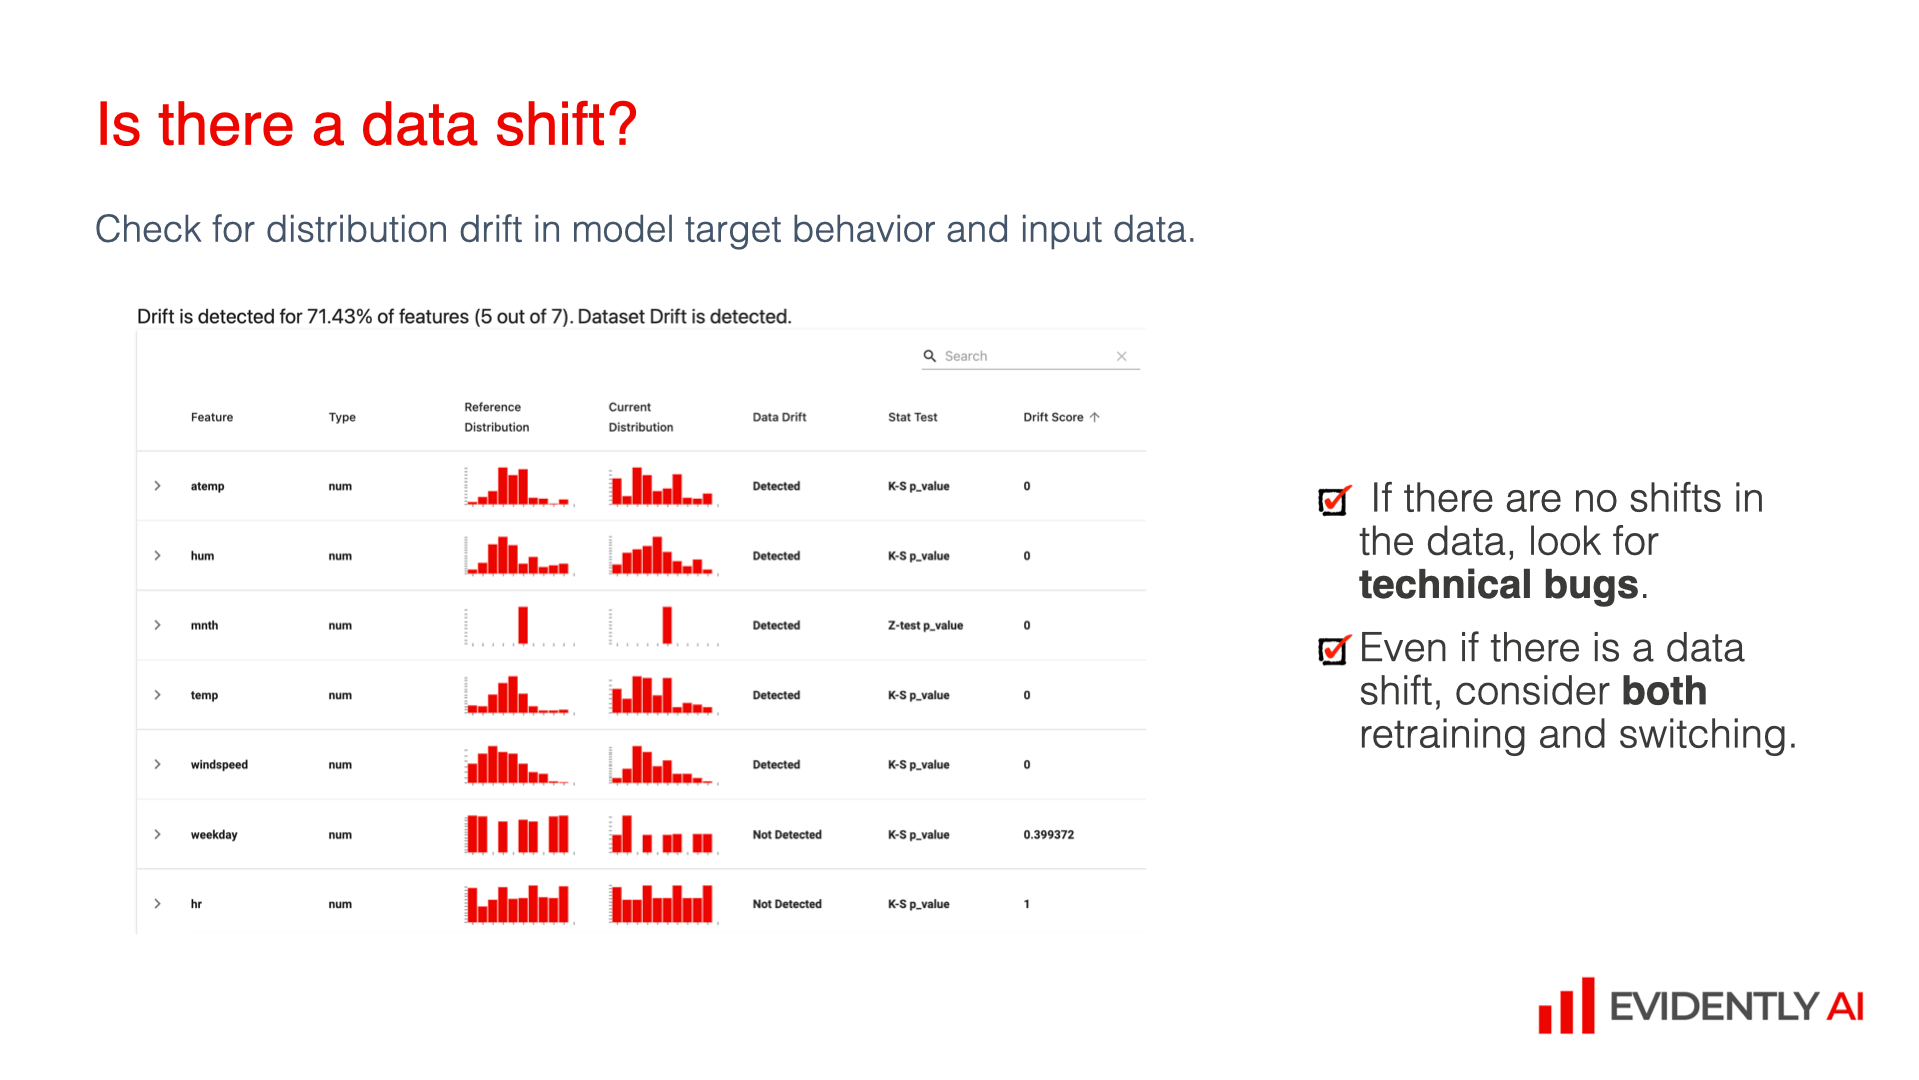 Is there a data shift?
Check for distribution drift in model target behavior and input data.
Drift is detected for 71.43% of features (5 out of 7). Dataset Drift is detected.
Search
Feature Type Reference Distribution Current Distribution Data Drift Stat Test Drift Score
atemp num Detected K-S p_value 0
hum num Detected K-S p_value 0
mnth num Detected Z-test p_value 0
temp num Detected K-S p_value 0
windspeed num Detected K-S p_value 0
weekday num Not Detected K-S p_value 0.399372
hr num Not Detected K-S p_value 1
If there are no shifts in
the data, look for
technical bugs.
Even if there is a data
shift, consider both
retraining and switching.
EVIDENTLY AI